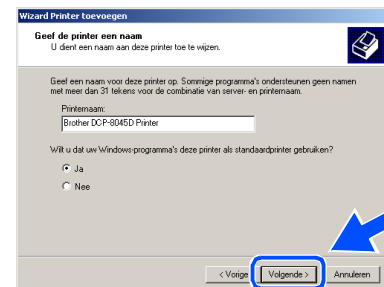 Wizard Printer toevoegen
Geef de printer een naam
U dient een naam aan deze printer toe te wijzen.
Geef een naam voor deze printer op. Sommige programma's ondersteunen geen namen
met meer dan 31 tekens voor de combinatie van server- en printernaam.
Printernaam:
Brother DCP-8045D Printer
Wilt u dat uw Windows-programma's deze printer als standaardprinter gebruiken?
Ja
Nee
< Vorige
Volgende >
Annuleren